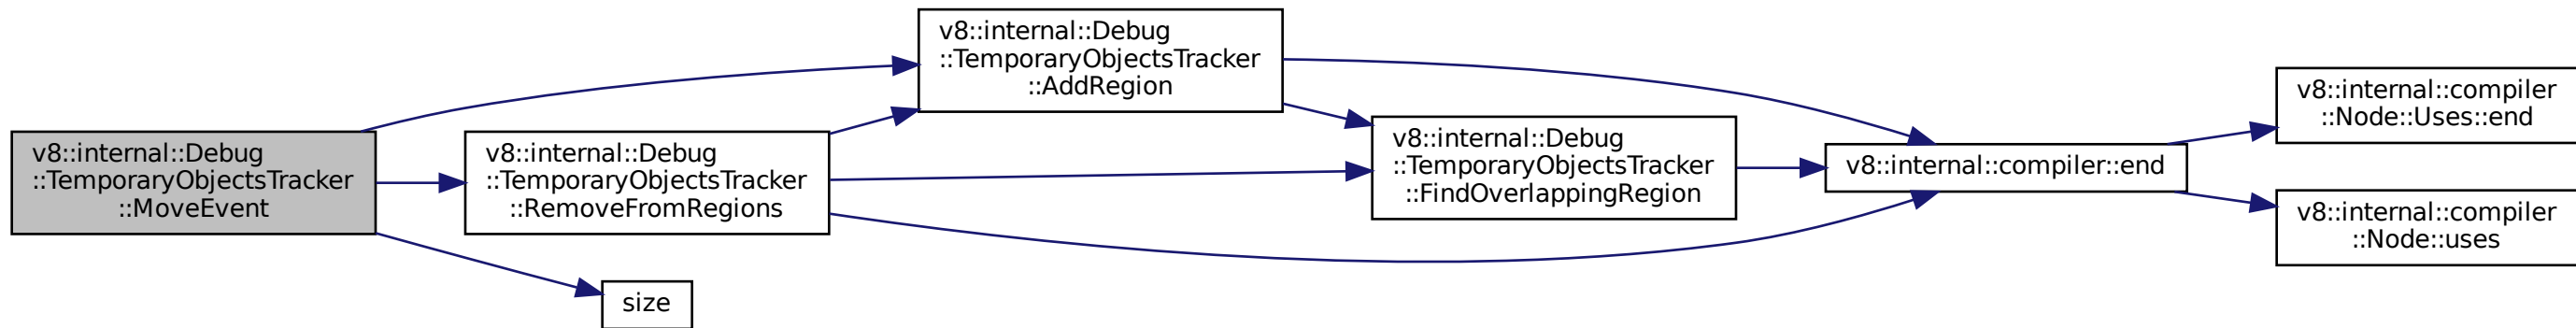 v8::internal::Debug
::TemporaryObjectsTracker
::MoveEvent
v8::internal::Debug
::TemporaryObjectsTracker
::RemoveFromRegions
size
v8::internal::Debug
::TemporaryObjectsTracker
::AddRegion
v8::internal::Debug
::TemporaryObjectsTracker
::FindOverlappingRegion
v8::internal::compiler::end
v8::internal::compiler
::Node::Uses::end
v8::internal::compiler
::Node::uses